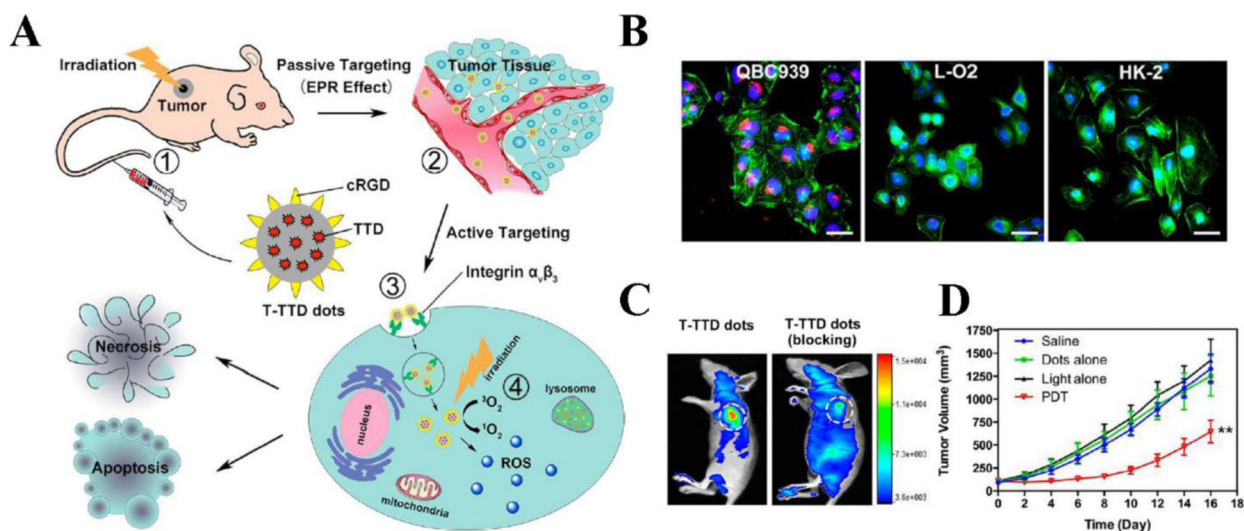 A
Irradiation
Tumor
Passive Targeting
(EPR Effect)
Tumor Tissue
①
②
cRGD
TTD
T-TTD dots
Active Targeting
③
Integrin αvβ3
Necrosis
Apoptosis
nucleus
irradiation
④
³O2
¹O2
lysosome
ROS
mitochondria
B
QBC939
L-O2
HK-2
C
T-TTD dots
T-TTD dots
(blocking)
1.5e+004
1.1e+004
7.3e+003
3.6e+003
D
Saline
Dots alone
Light alone
PDT
Tumor Volume (mm³)
1750
1500
1250
1000
750
500
250
0
**
0 2 4 6 8 10 12 14 16 18
Time (Day)